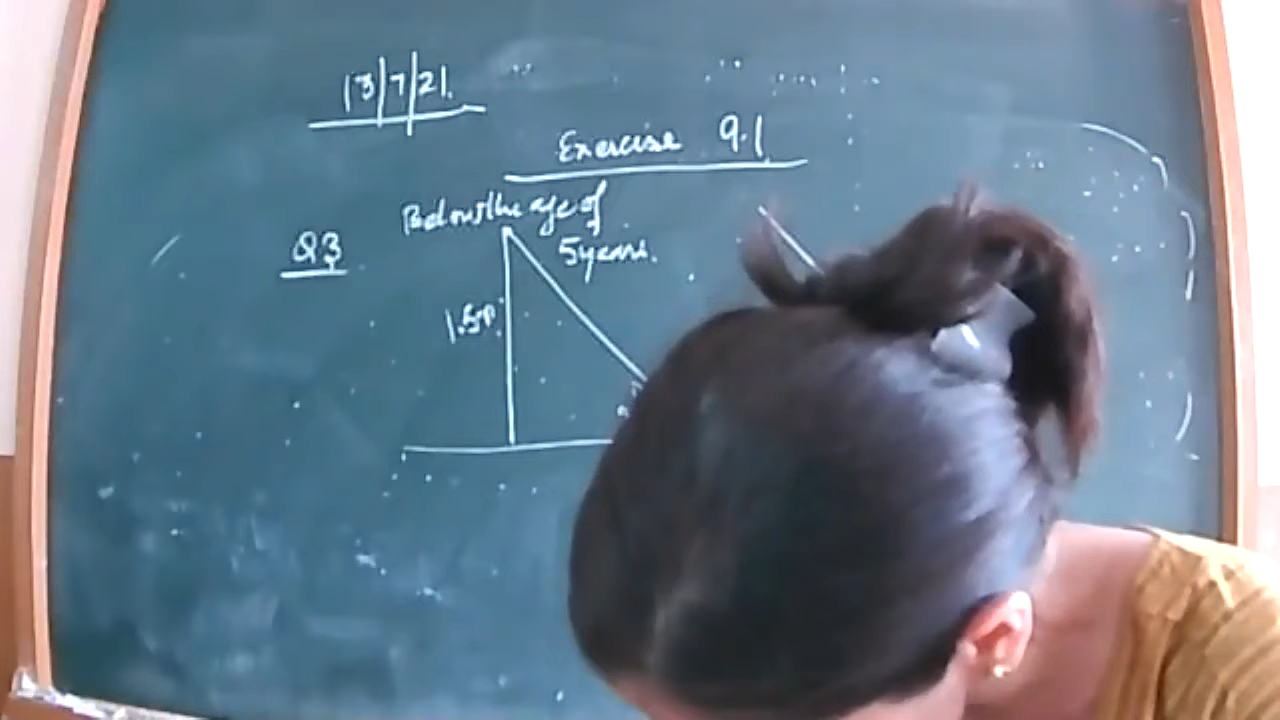 13/7/21.
Exercise 9.1
Q3
Below the age of
5 years.
1.5m